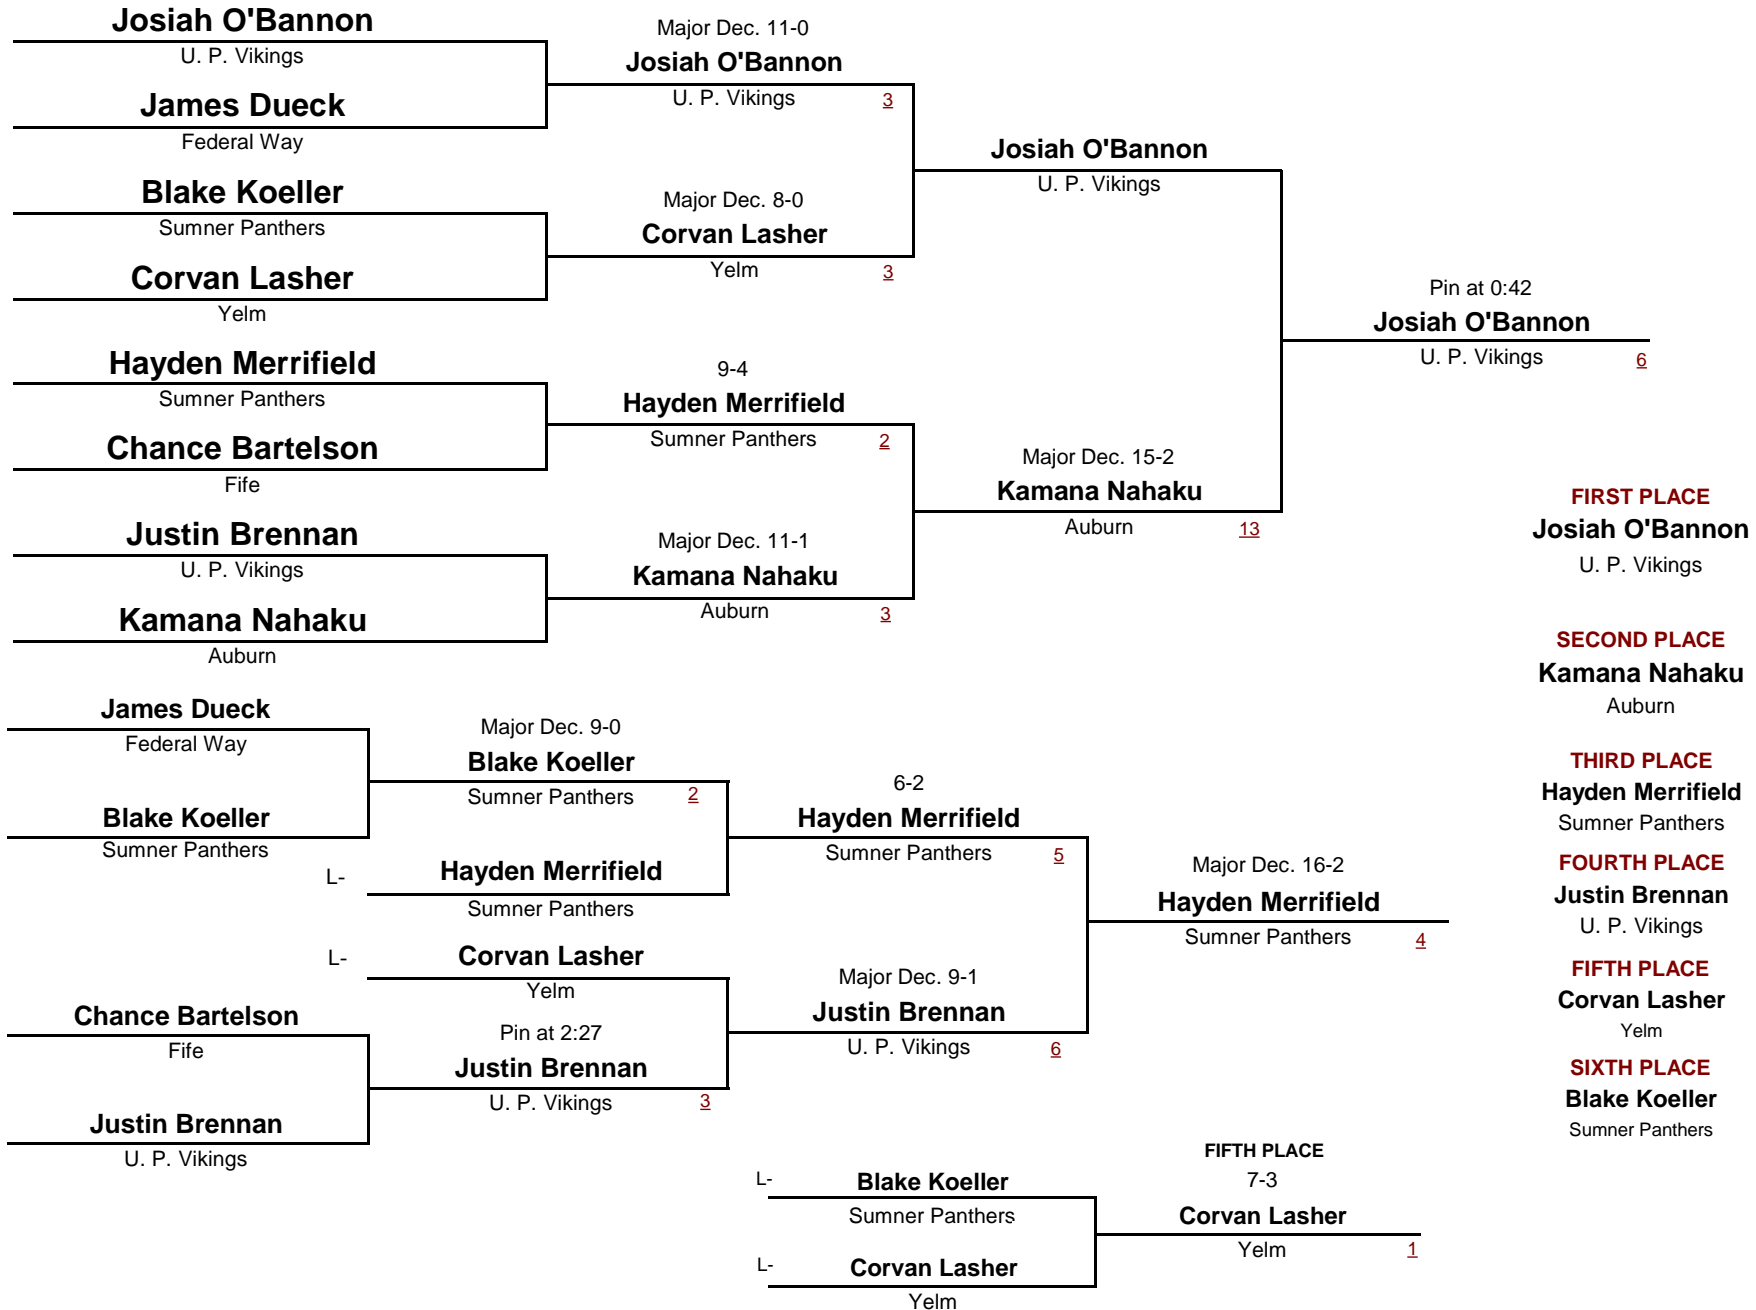 Josiah O'Bannon
U. P. Vikings
James Dueck
Federal Way
Blake Koeller
Sumner Panthers
Corvan Lasher
Yelm
Hayden Merrifield
Sumner Panthers
Chance Bartelson
Fife
Justin Brennan
U. P. Vikings
Kamana Nahaku
Auburn
Major Dec. 11-0
Josiah O'Bannon
U. P. Vikings
3
Major Dec. 8-0
Corvan Lasher
Yelm
3
9-4
Hayden Merrifield
Sumner Panthers
2
Major Dec. 11-1
Kamana Nahaku
Auburn
3
Josiah O'Bannon
U. P. Vikings
Major Dec. 15-2
Kamana Nahaku
Auburn
13
Pin at 0:42
Josiah O'Bannon
U. P. Vikings
6
James Dueck
Federal Way
Blake Koeller
Sumner Panthers
Chance Bartelson
Fife
Justin Brennan
U. P. Vikings
Major Dec. 9-0
Blake Koeller
Sumner Panthers
2
L-
Hayden Merrifield
Sumner Panthers
L-
Corvan Lasher
Yelm
Pin at 2:27
Justin Brennan
U. P. Vikings
3
6-2
Hayden Merrifield
Sumner Panthers
5
Major Dec. 9-1
Justin Brennan
U. P. Vikings
6
Major Dec. 16-2
Hayden Merrifield
Sumner Panthers
4
L-
Blake Koeller
Sumner Panthers
L-
Corvan Lasher
Yelm
FIFTH PLACE
7-3
Corvan Lasher
Yelm
1
FIRST PLACE
Josiah O'Bannon
U. P. Vikings
SECOND PLACE
Kamana Nahaku
Auburn
THIRD PLACE
Hayden Merrifield
Sumner Panthers
FOURTH PLACE
Justin Brennan
U. P. Vikings
FIFTH PLACE
Corvan Lasher
Yelm
SIXTH PLACE
Blake Koeller
Sumner Panthers